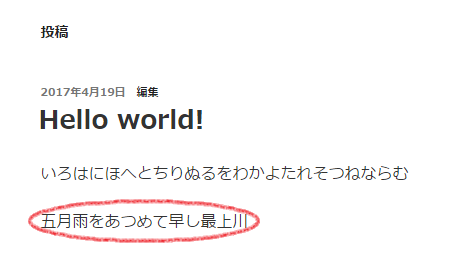 投稿
2017年4月19日 編集
Hello world!
いろはにほへとちりぬるをわかよたれそつねならむ
五月雨をあつめて早し最上川